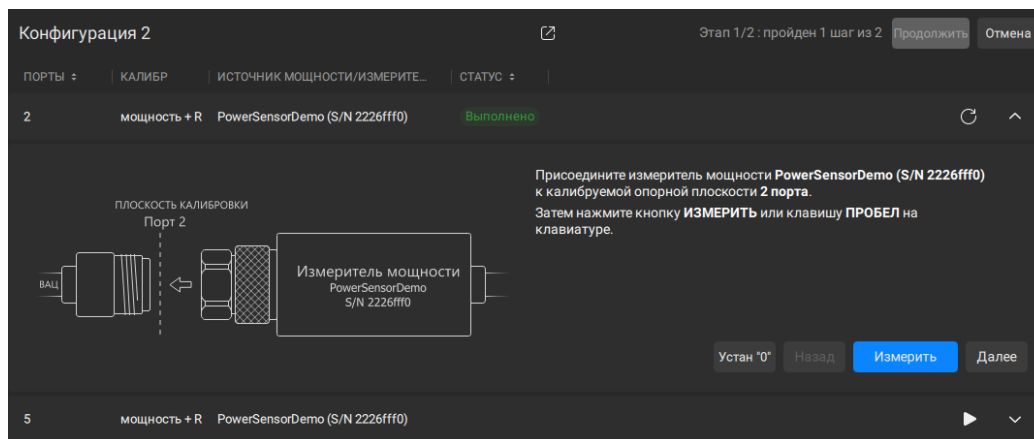 Конфигурация 2
Этап 1/2 : пройден 1 шаг из 2 Продолжить Отмена
ПОРТЫ КАЛИБР ИСТОЧНИК МОЩНОСТИ/ИЗМЕРИТЕ... СТАТУС
2 мощность + R PowerSensorDemo (S/N 2226fff0) Выполнено
Присоедините измеритель мощности PowerSensorDemo (S/N 2226fff0)
к калибруемой опорной плоскости 2 порта.
Затем нажмите кнопку ИЗМЕРИТЬ или клавишу ПРОБЕЛ на
клавиатуре.
ПЛОСКОСТЬ КАЛИБРОВКИ
Порт 2
ВАЦ
Измеритель мощности
PowerSensorDemo
S/N 2226fff0
Устан "0" Назад Измерить Далее
5 мощность + R PowerSensorDemo (S/N 2226fff0)